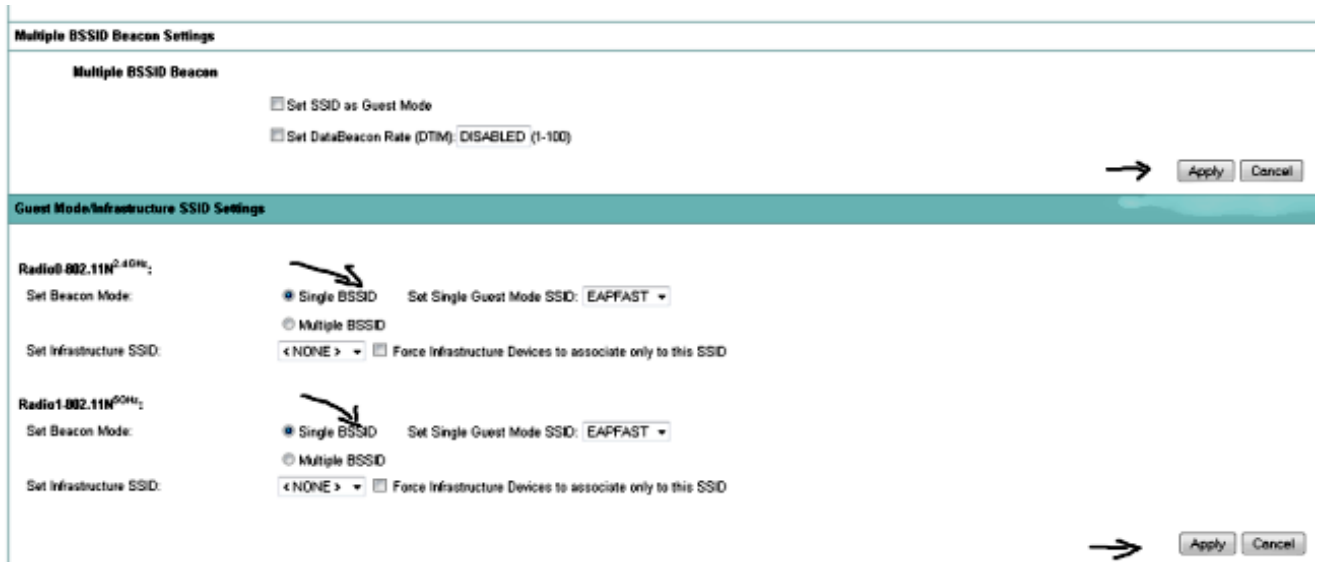 Multiple BSSID Beacon Settings
Multiple BSSID Beacon
Set SSID as Guest Mode
Set DataBeacon Rate (DTIM): DISABLED (1-100)
Apply Cancel
Guest Mode/Infrastructure SSID Settings
Radio0-802.11N2.4GHz:
Set Beacon Mode: Single BSSID Set Single Guest Mode SSID: EAPFAST
Multiple BSSID
Set Infrastructure SSID: < NONE > Force Infrastructure Devices to associate only to this SSID
Radio1-802.11N5GHz:
Set Beacon Mode: Single BSSID Set Single Guest Mode SSID: EAPFAST
Multiple BSSID
Set Infrastructure SSID: < NONE > Force Infrastructure Devices to associate only to this SSID
Apply Cancel